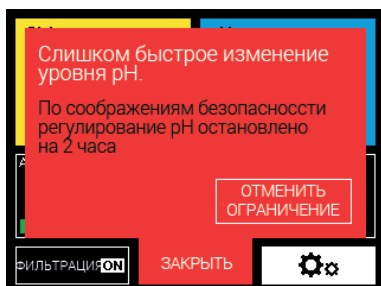 Слишком быстрое изменение
уровня pH.
По соображениям безопасноссти
регулирование pH остановлено
на 2 часа
ОТМЕНИТЬ
ОГРАНИЧЕНИЕ
ФИЛЬТРАЦИЯ ON
ЗАКРЫТЬ